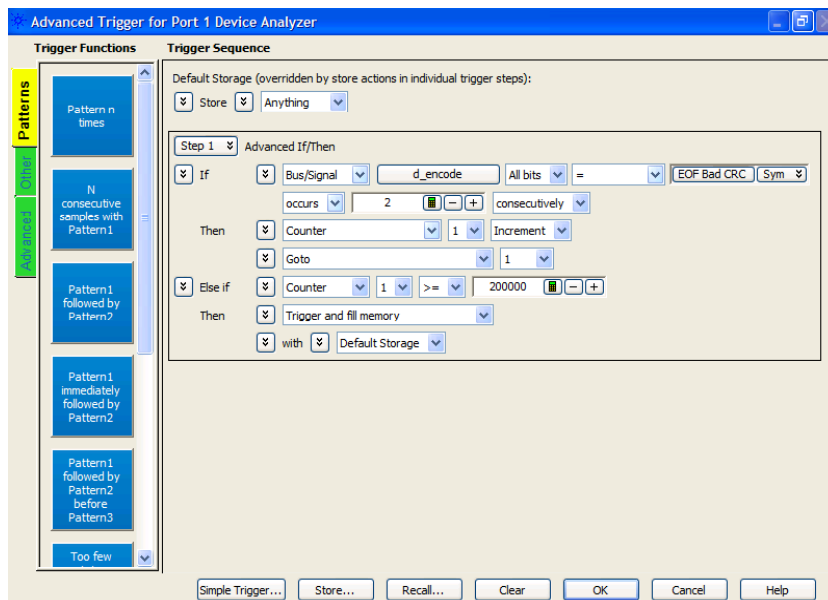 Advanced Trigger for Port 1 Device Analyzer
Trigger Functions
Trigger Sequence
Patterns
Other
Advanced
Pattern n
times
N
consecutive
samples with
Pattern1
Pattern1
followed by
Pattern2
Pattern1
immediately
followed by
Pattern2
Pattern1
followed by
Pattern2
before
Pattern3
Too few
Default Storage (overridden by store actions in individual trigger steps):
Store Anything
Step 1 Advanced If/Then
If Bus/Signal d_encode All bits = EOF Bad CRC Sym
occurs 2 consecutively
Then Counter 1 Increment
Goto 1
Else if Counter 1 >= 200000
Then Trigger and fill memory
with Default Storage
Simple Trigger... Store... Recall... Clear OK Cancel Help